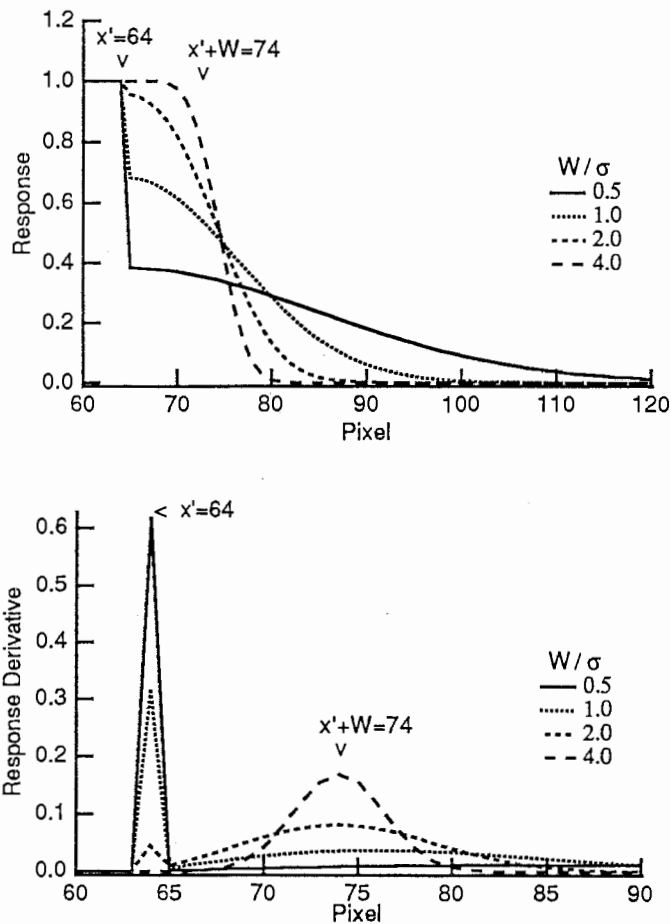 1.2
x'=64
x'+W=74
v
v
1.0
0.8
0.6
0.4
0.2
0.0
Response
W/σ
0.5
1.0
2.0
4.0
60
70
80
90
100
110
120
Pixel
< x'=64
0.6
0.5
0.4
0.3
0.2
0.1
0.0
Response Derivative
x'+W=74
v
W/σ
0.5
1.0
2.0
4.0
60
65
70
75
80
85
90
Pixel